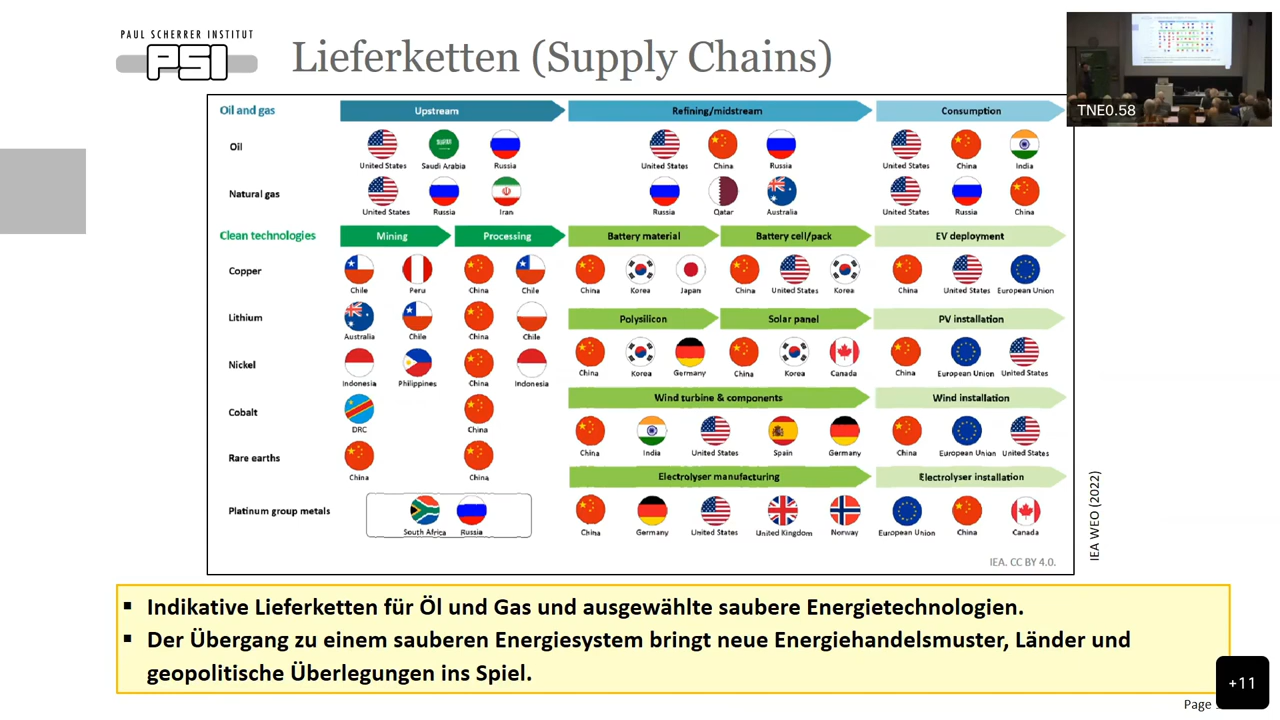 PAUL SCHERRER INSTITUT
PSI
Lieferketten (Supply Chains)
TNE0.58
Oil and gas Upstream Refining/midstream Consumption
Oil
United States Saudi Arabia Russia United States China Russia United States China India
Natural gas
United States Russia Iran Russia Qatar Australia United States Russia China
Clean technologies Mining Processing Battery material Battery cell/pack EV deployment
Copper
Chile Peru China Chile China Korea Japan China United States Korea China United States European Union
Lithium Polysilicon Solar panel PV installation
Australia Chile China Chile
Nickel
Indonesia Philippines China Indonesia China Korea Germany China Korea Canada China European Union United States
Wind turbine & components Wind installation
Cobalt
DRC China
China India United States Spain Germany China European Union United States
Rare earths
China China
Electrolyser manufacturing Electrolyser installation
Platinum group metals
South Africa Russia China Germany United States United Kingdom Norway European Union China Canada
IEA. CC BY 4.0.
IEA WEO (2022)
▪ Indikative Lieferketten für Öl und Gas und ausgewählte saubere Energietechnologien.
▪ Der Übergang zu einem sauberen Energiesystem bringt neue Energiehandelsmuster, Länder und
geopolitische Überlegungen ins Spiel.
+11
Page